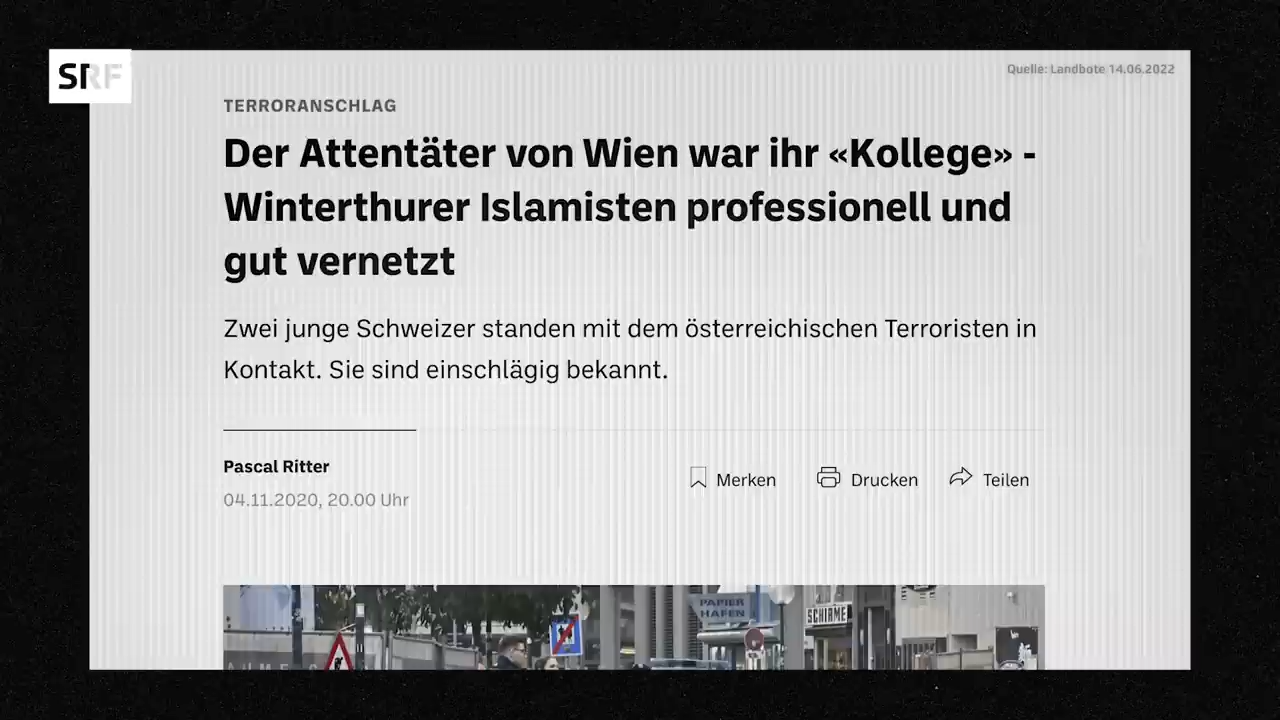 SRF
Quelle: Landbote 14.06.2022
TERRORANSCHLAG
Der Attentäter von Wien war ihr «Kollege» -
Winterthurer Islamisten professionell und
gut vernetzt
Zwei junge Schweizer standen mit dem österreichischen Terroristen in
Kontakt. Sie sind einschlägig bekannt.
Pascal Ritter
04.11.2020, 20.00 Uhr
Merken
Drucken
Teilen
PAPIER
HAFEN
SCHIRME